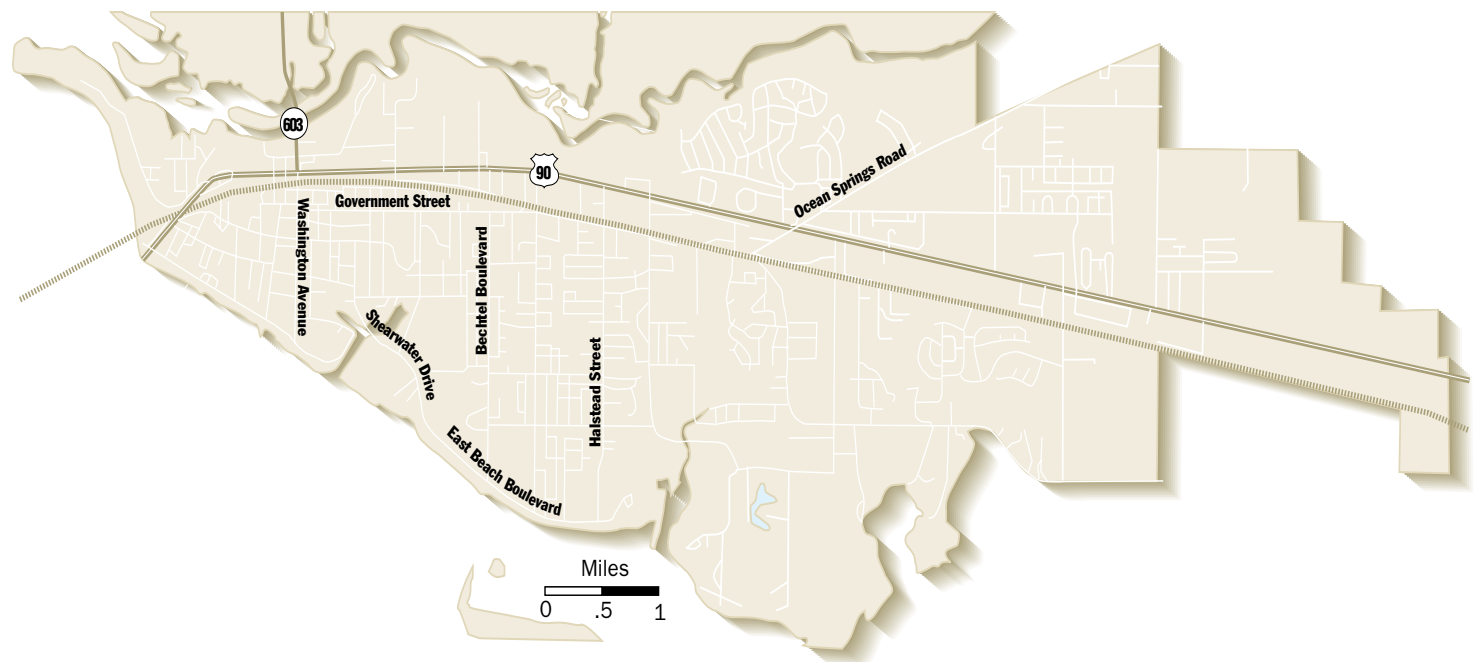 603
90
Ocean Springs Road
Government Street
Washington Avenue
Bechtel Boulevard
Shearwater Drive
Halstead Street
East Beach Boulevard
Miles
0 .5 1